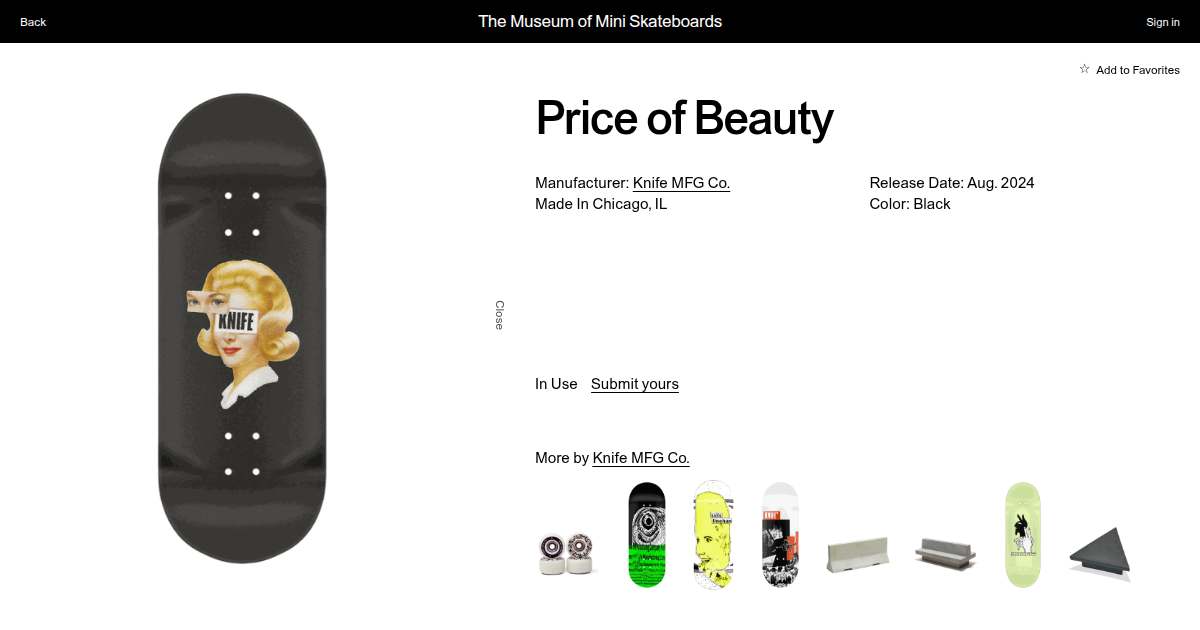 Back
The Museum of Mini Skateboards
Sign in
☆ Add to Favorites
Price of Beauty
Manufacturer: Knife MFG Co.
Made In Chicago, IL
Release Date: Aug. 2024
Color: Black
KNIFE
Close
In Use Submit yours
More by Knife MFG Co.